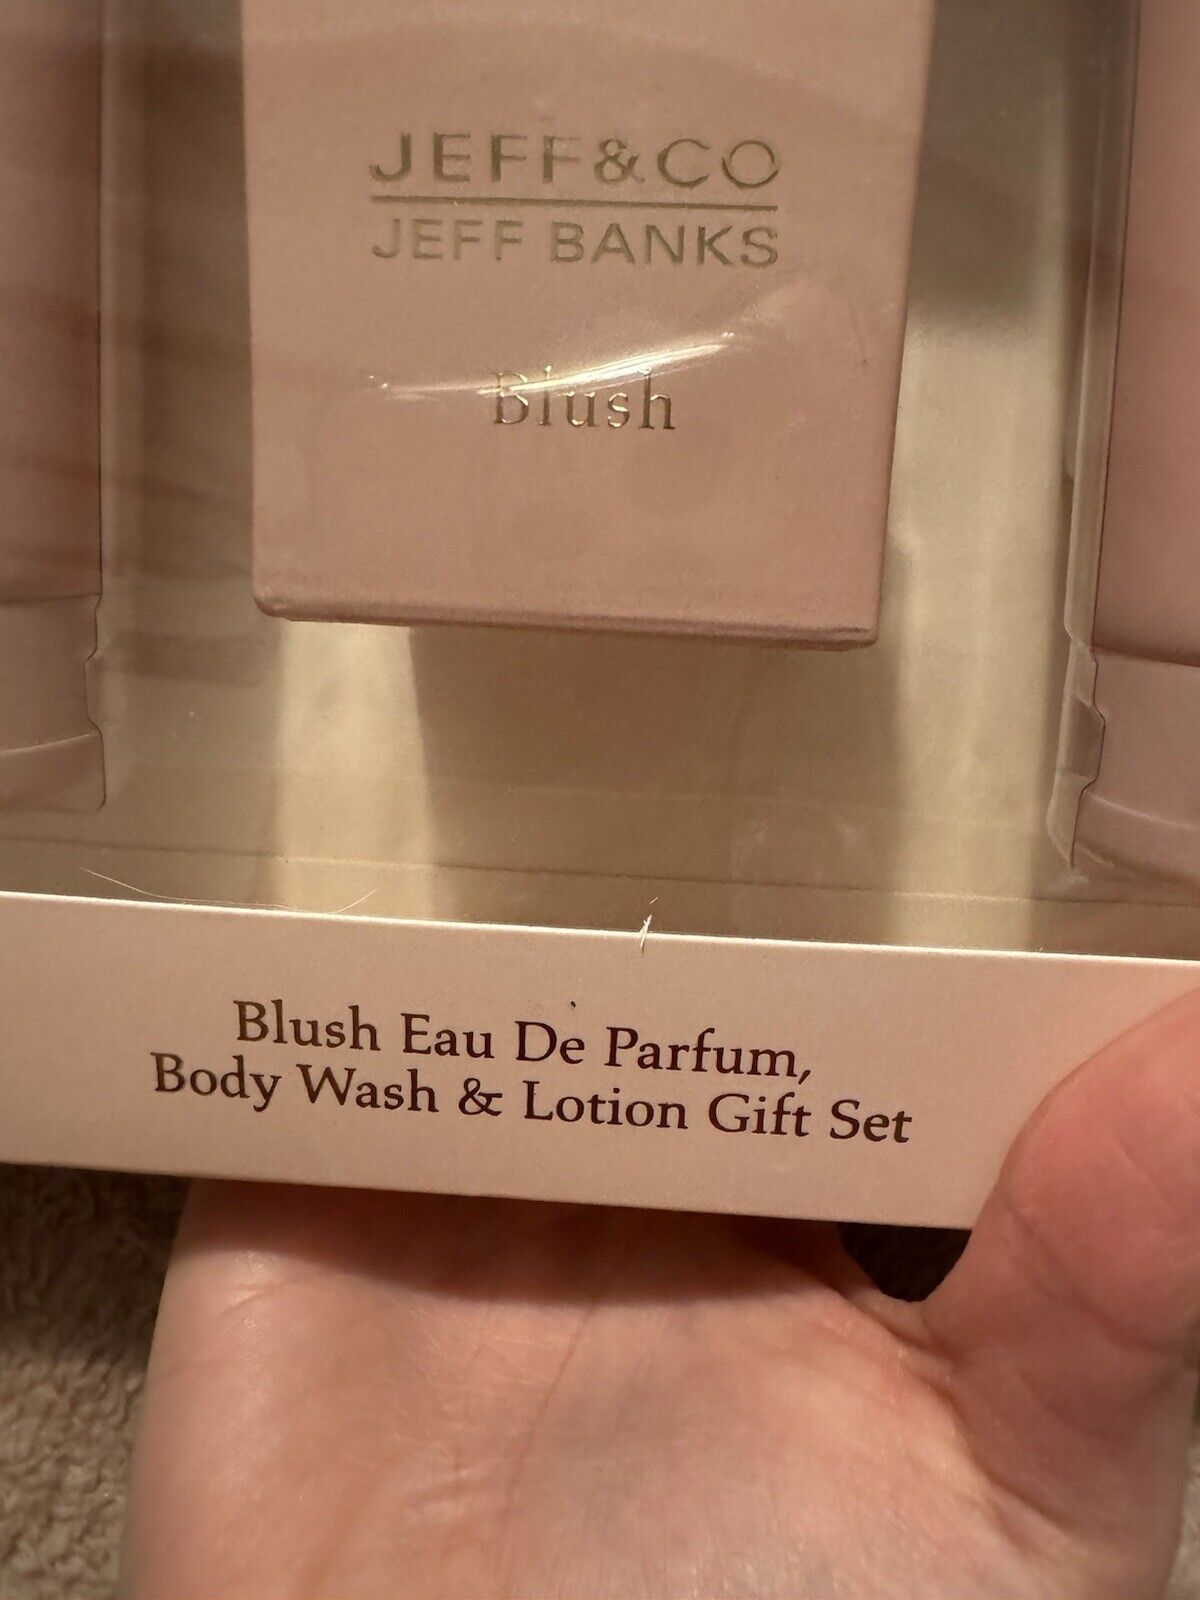 JEFF&CO
JEFF BANKS
Blush
Blush Eau De Parfum,
Body Wash & Lotion Gift Set